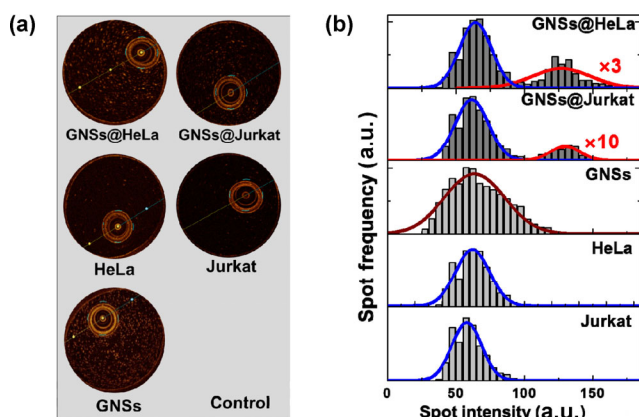 (a)
GNSs@HeLa
GNSs@Jurkat
HeLa
Jurkat
GNSs
Control
(b)
Spot frequency (a.u.)
GNSs@HeLa
×3
GNSs@Jurkat
×10
GNSs
HeLa
Jurkat
0 50 100 150
Spot intensity (a.u.)